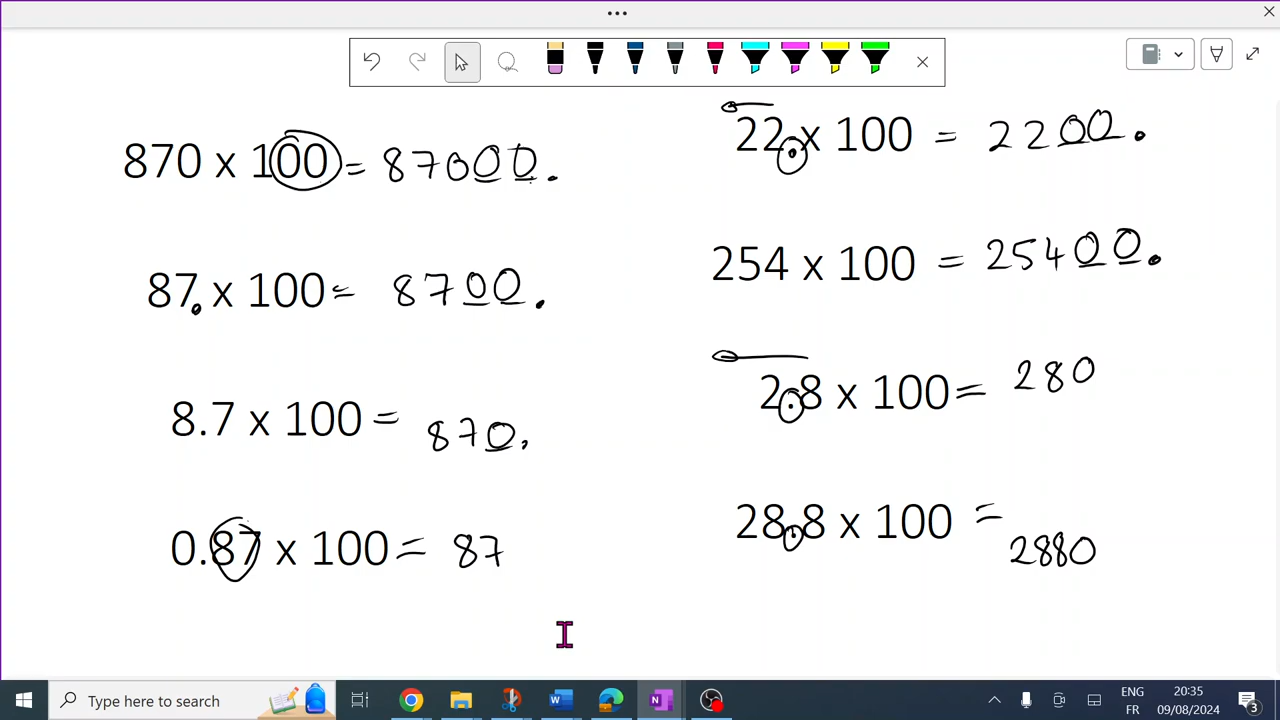 870 x 100 = 87000.
87. x 100 = 8700.
8.7 x 100 = 870.
0.87 x 100 = 87
22. x 100 = 2200.
254 x 100 = 25400.
2.8 x 100 = 280
28.8 x 100 = 2880
Type here to search
ENG
FR
20:35
09/08/2024
3